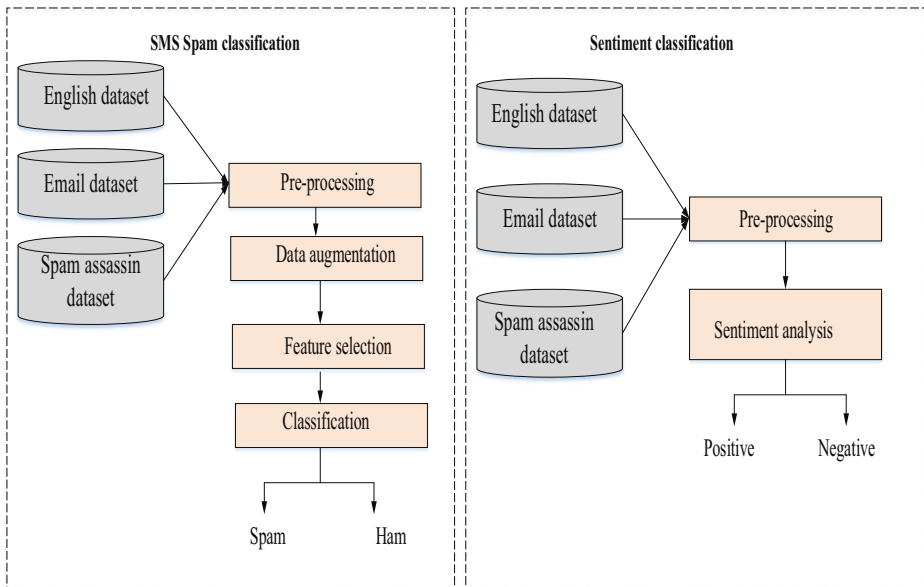 SMS Spam classification
English dataset
Email dataset
Spam assassin
dataset
Pre-processing
Data augmentation
Feature selection
Classification
Spam
Ham
Sentiment classification
English dataset
Email dataset
Spam assassin
dataset
Pre-processing
Sentiment analysis
Positive
Negative